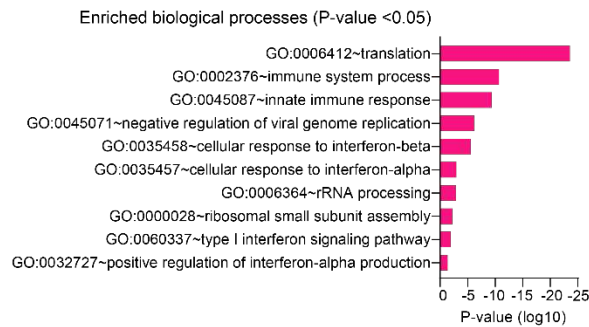 Enriched biological processes (P-value <0.05)
GO:0006412~translation
GO:0002376~immune system process
GO:0045087~innate immune response
GO:0045071~negative regulation of viral genome replication
GO:0035458~cellular response to interferon-beta
GO:0035457~cellular response to interferon-alpha
GO:0006364~rRNA processing
GO:0000028~ribosomal small subunit assembly
GO:0060337~type I interferon signaling pathway
GO:0032727~positive regulation of interferon-alpha production
0 -5 -10 -15 -20 -25
P-value (log10)